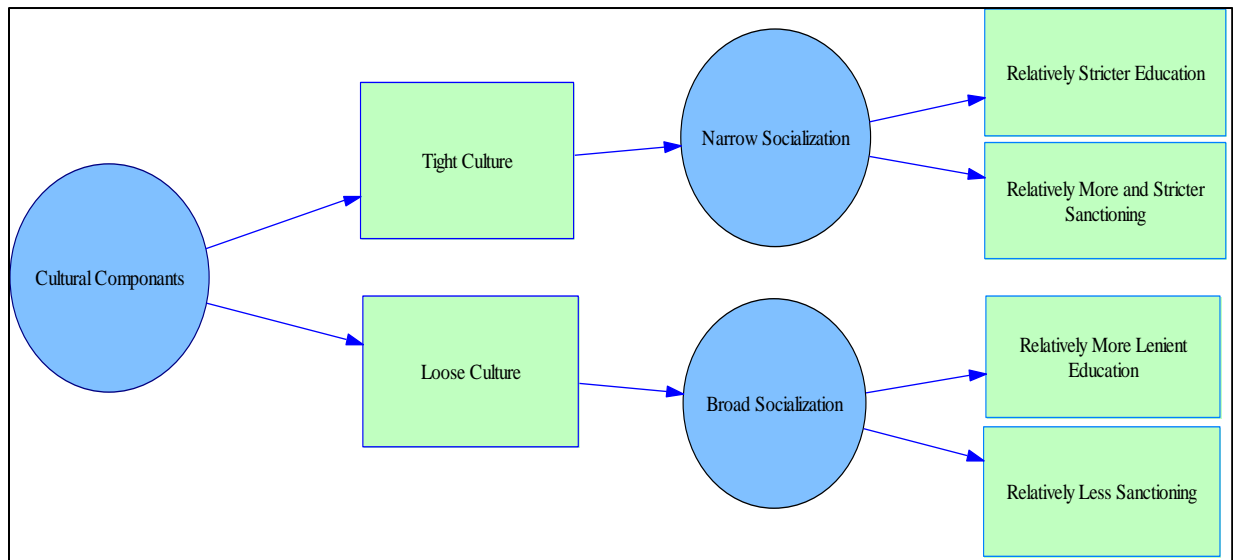 Relatively Stricter Education
Tight Culture
Narrow Socialization
Relatively More and Stricter
Sanctioning
Cultural Componants
Loose Culture
Broad Socialization
Relatively More Lenient
Education
Relatively Less Sanctioning